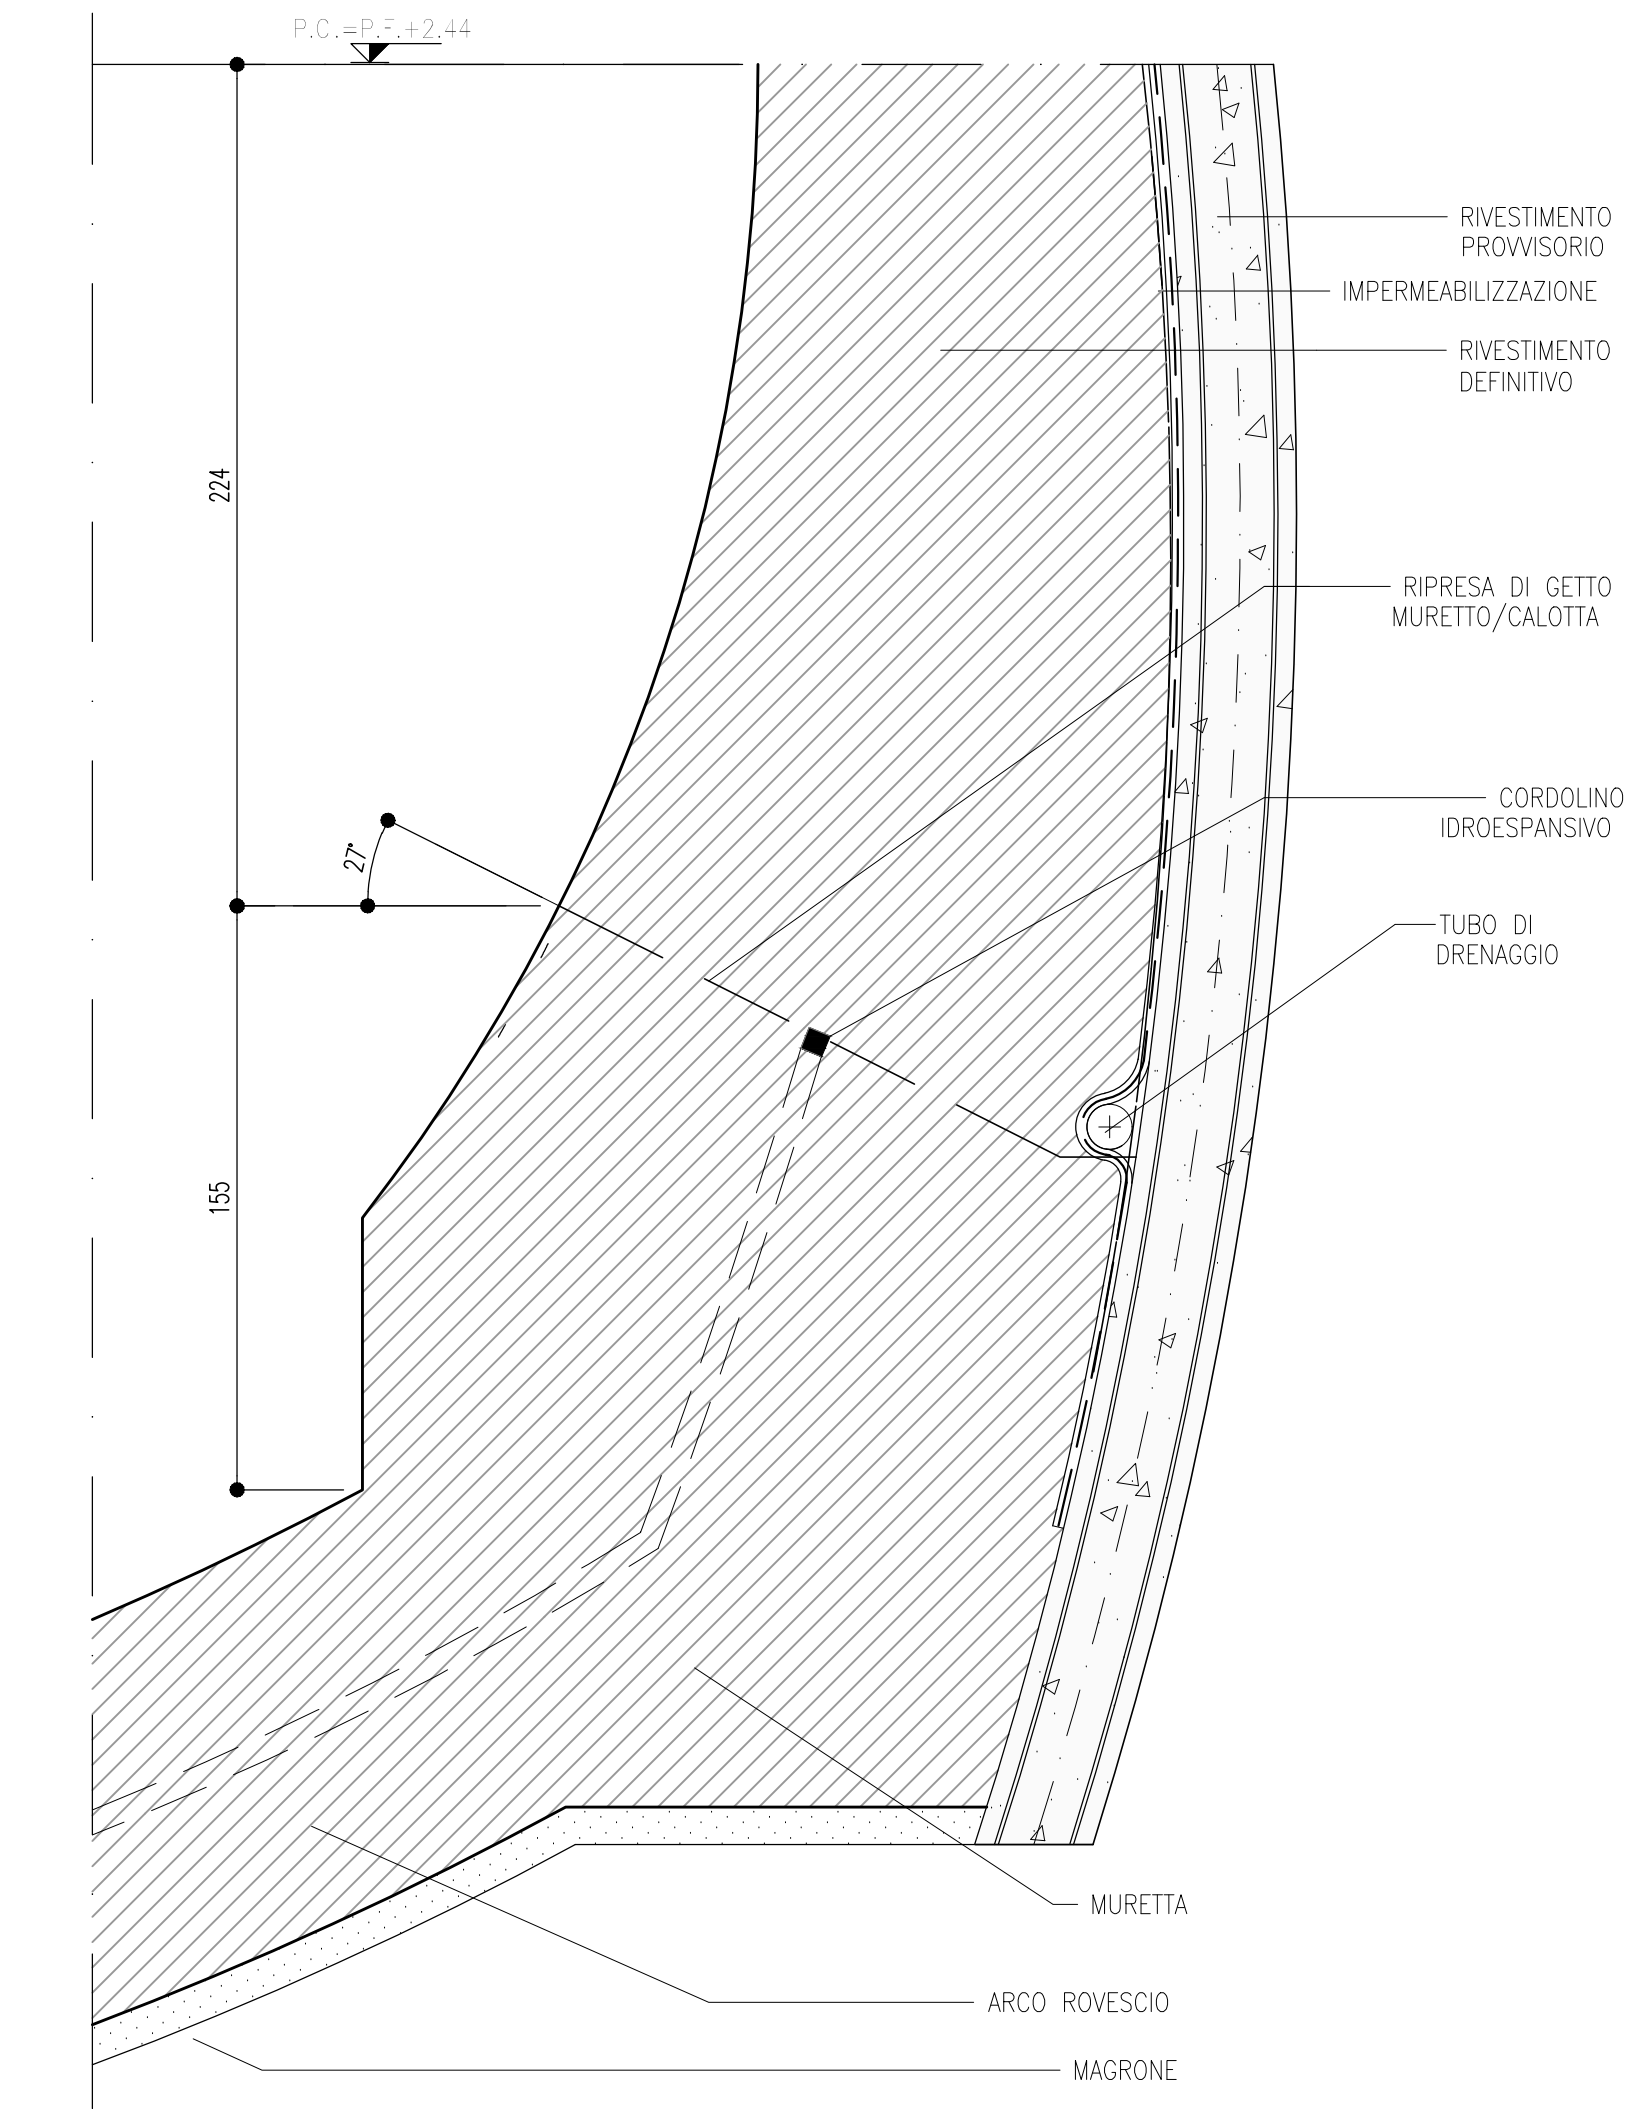 P.C.=P.F.+2.44
RIVESTIMENTO
PROVVISORIO
IMPERMEABILIZZAZIONE
RIVESTIMENTO
DEFINITIVO
224
RIPRESA DI GETTO
MURETTO/CALOTTA
CORDOLINO
IDROESPANSIVO
27°
TUBO DI
DRENAGGIO
155
MURETTA
ARCO ROVESCIO
MAGRONE